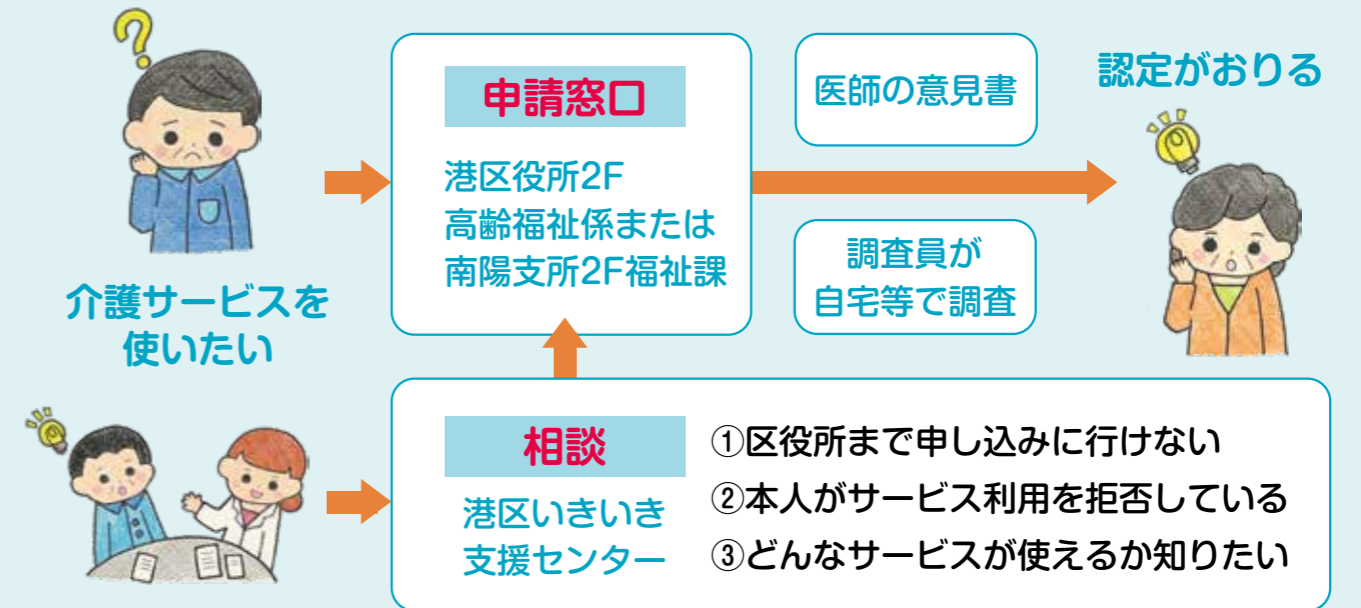 ?
介護サービスを
使いたい
申請窓口
港区役所2F
高齢福祉係または
南陽支所2F福祉課
医師の意見書
調査員が
自宅等で調査
認定がおりる
相談
港区いきいき
支援センター
①区役所まで申し込みに行けない
②本人がサービス利用を拒否している
③どんなサービスが使えるか知りたい